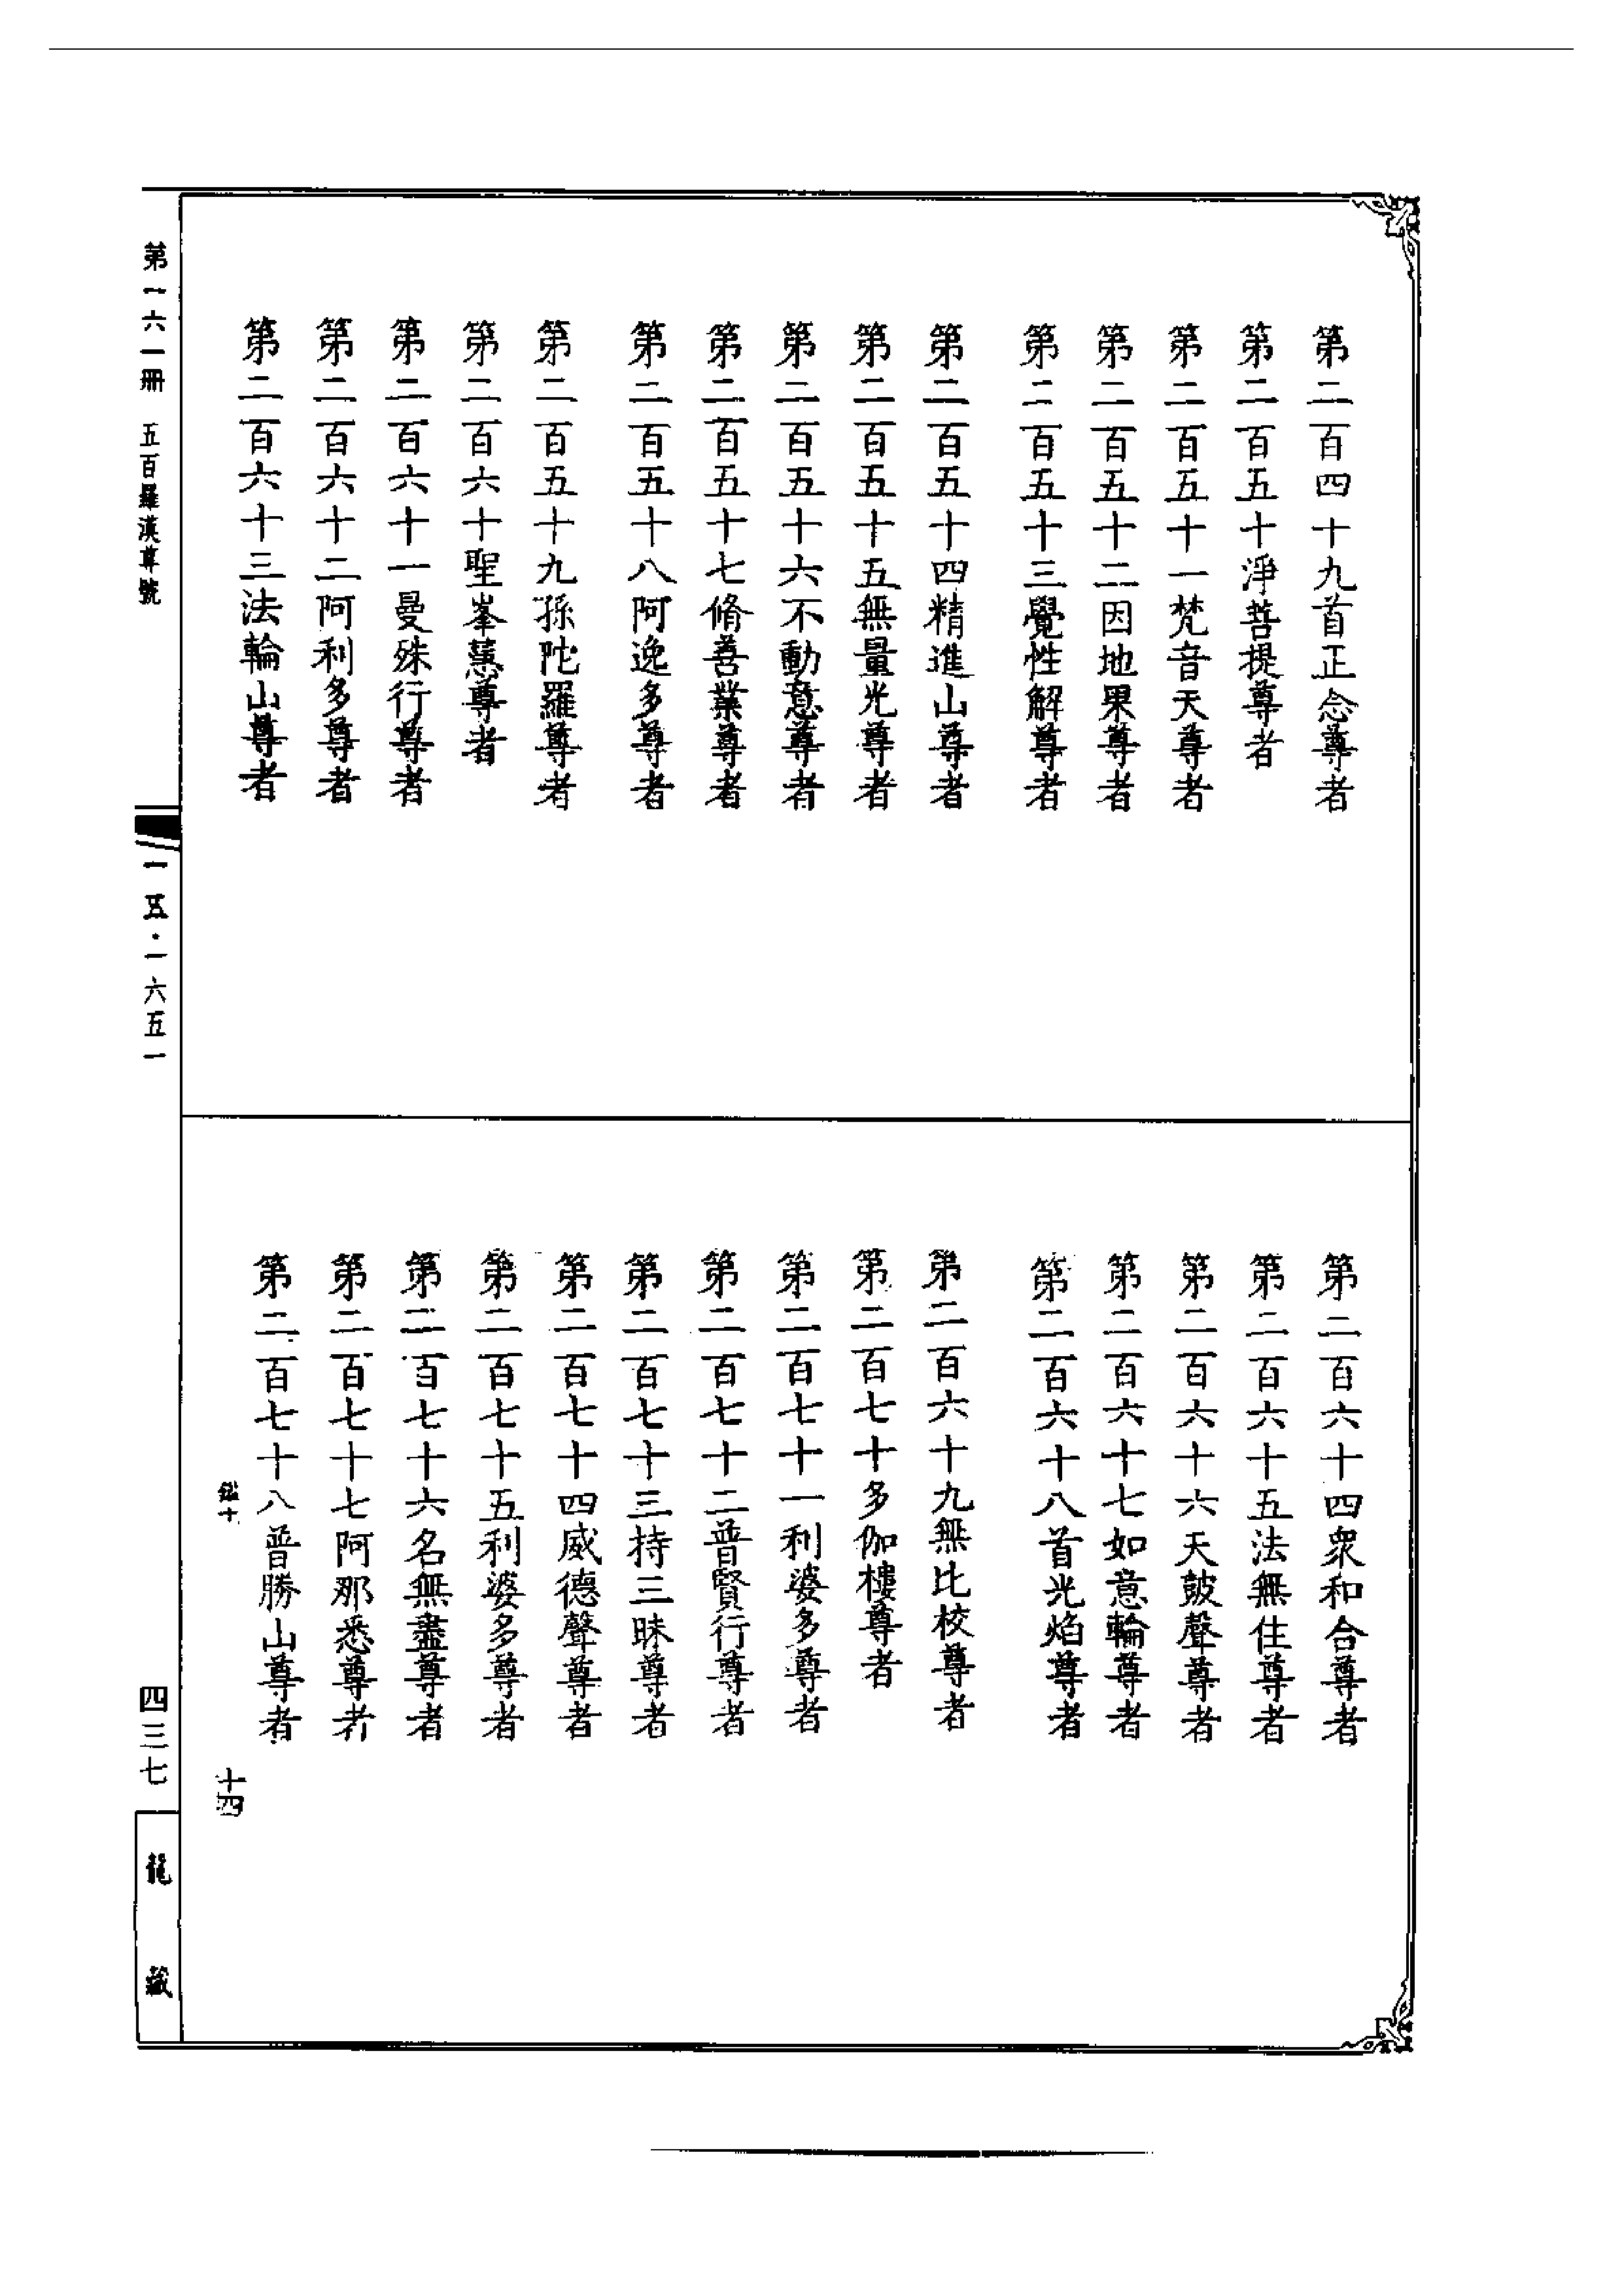 第二百四十九首正念尊者
第二百五十淨菩提尊者
第二百五十一梵音天尊者
第二百五十二因地果尊者
第二百五十三覺性解尊者
第二百五十四精進山尊者
第二百五十五無量光尊者
第二百五十六不動意尊者
第二百五十七脩善業尊者
第二百五十八阿逸多尊者
第二百五十九孫陀羅尊者
第二百六十聖峯慧尊者
第二百六十一曼殊行尊者
第二百六十二阿利多尊者
第二百六十三法輪山尊者
第二百六十四眾和合尊者
第二百六十五法無住尊者
第二百六十六天鼓聲尊者
第二百六十七如意輪尊者
第二百六十八首光焰尊者
第二百六十九無比校尊者
第二百七十多伽樓尊者
第二百七十一利婆多尊者
第二百七十二普賢行尊者
第二百七十三持三昧尊者
第二百七十四威德聲尊者
第二百七十五利婆多尊者
第二百七十六名無盡尊者
第二百七十七阿那悉尊者
第二百七十八普勝山尊者
鑑十
十四
第一六一册 五百羅漢尊號
一五·一六五一
四三七
龍藏